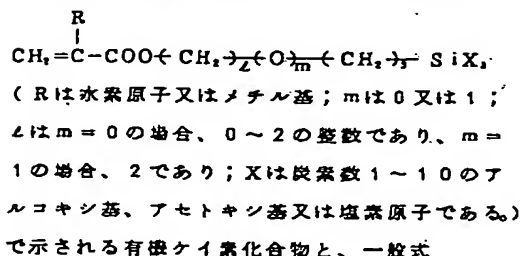 R
|
CH₂=C-COO(CH₂)ℓ(O)m(CH₂)₃SiX₃
(Rは水素原子又はメチル基;mは0又は1;
ℓはm=0の場合、0~2の整数であり、m=
1の場合、2であり;Xは炭素数1~10のア
ルコキシ基、アセトキシ基又は塩素原子である。)
で示される有機ケイ素化合物と、一般式